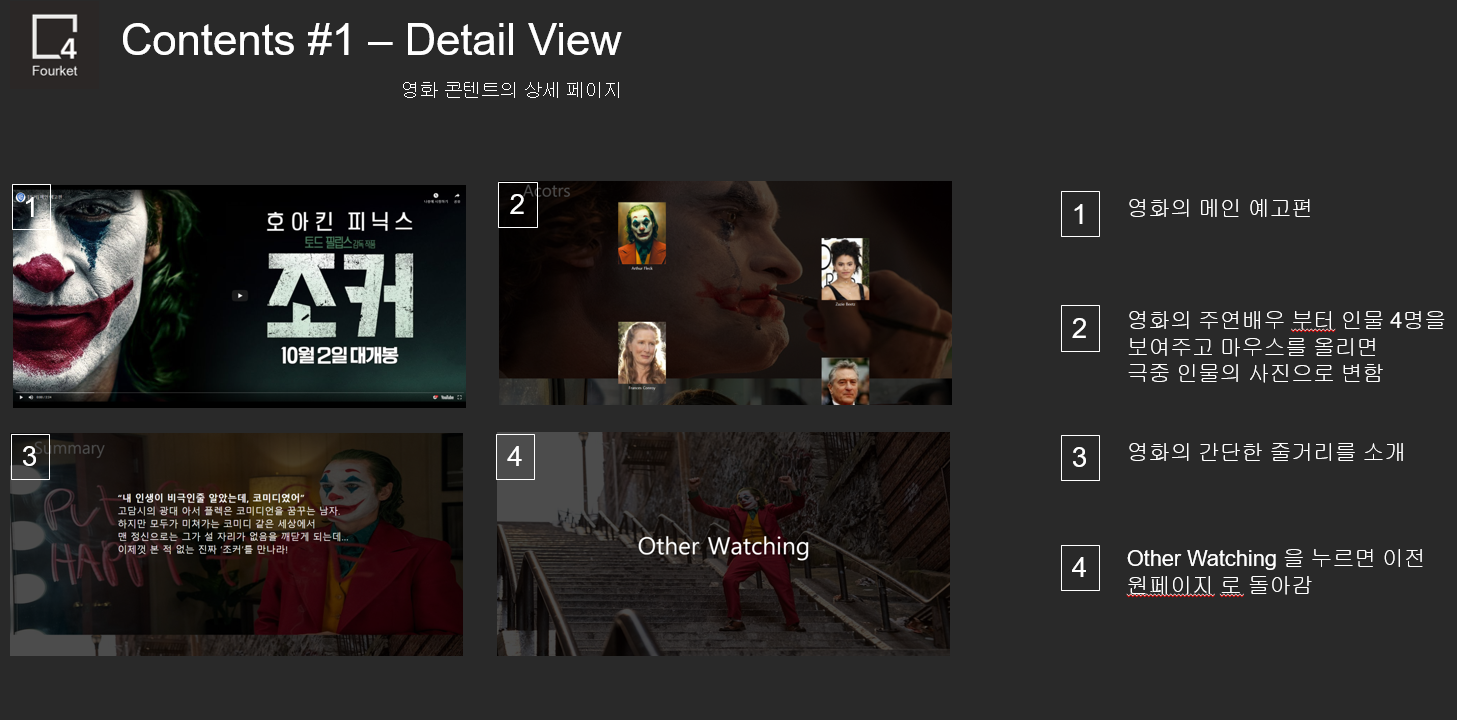 4
Fourket
Contents #1 – Detail View
영화 콘텐트의 상세 페이지
1
호아킨 피닉스
토드 필립스 감독 작품
조커
10월 2일 대개봉
YouTube
2
Acotrs
Arthur Fleck
Zazie Beetz
Frances Conroy
3
Summary
“내 인생이 비극인줄 알았는데, 코미디였어”
고담시의 광대 아서 플렉은 코미디언을 꿈꾸는 남자.
하지만 모두가 미쳐가는 코미디 같은 세상에서
맨 정신으로는 그가 설 자리가 없음을 깨닫게 되는데…
이제껏 본 적 없는 진짜 ‘조커’를 만나라!
4
Other Watching
1
영화의 메인 예고편
2
영화의 주연배우 부터 인물 4명을
보여주고 마우스를 올리면
극중 인물의 사진으로 변함
3
영화의 간단한 줄거리를 소개
4
Other Watching 을 누르면 이전
원페이지 로 돌아감